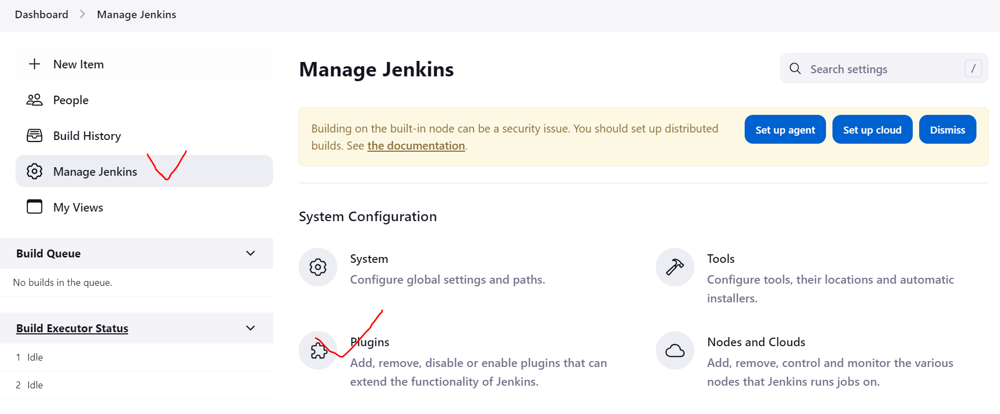 Dashboard > Manage Jenkins
New Item
People
Build History
Manage Jenkins
My Views
Build Queue
No builds in the queue.
Build Executor Status
1 Idle
2 Idle
Manage Jenkins
Search settings /
Building on the built-in node can be a security issue. You should set up distributed
builds. See the documentation.
Set up agent
Set up cloud
Dismiss
System Configuration
System
Configure global settings and paths.
Tools
Configure tools, their locations and automatic
installers.
Plugins
Add, remove, disable or enable plugins that can
extend the functionality of Jenkins.
Nodes and Clouds
Add, remove, control and monitor the various
nodes that Jenkins runs jobs on.